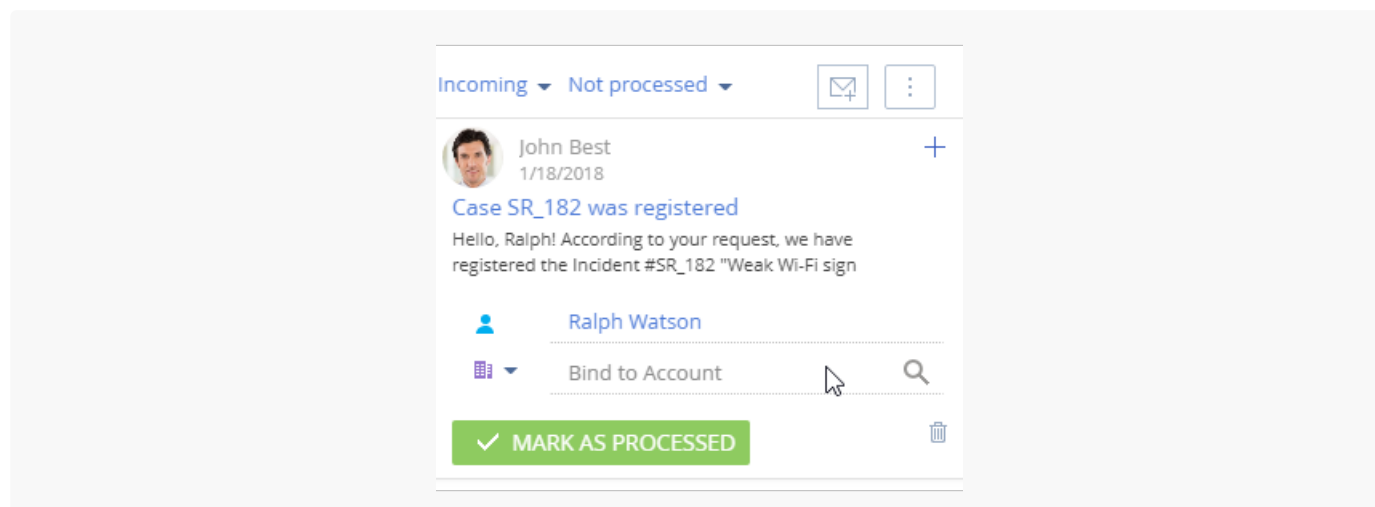 Incoming Not processed
John Best
1/18/2018
Case SR_182 was registered
Hello, Ralph! According to your request, we have
registered the Incident #SR_182 "Weak Wi-Fi sign
Ralph Watson
Bind to Account
MARK AS PROCESSED